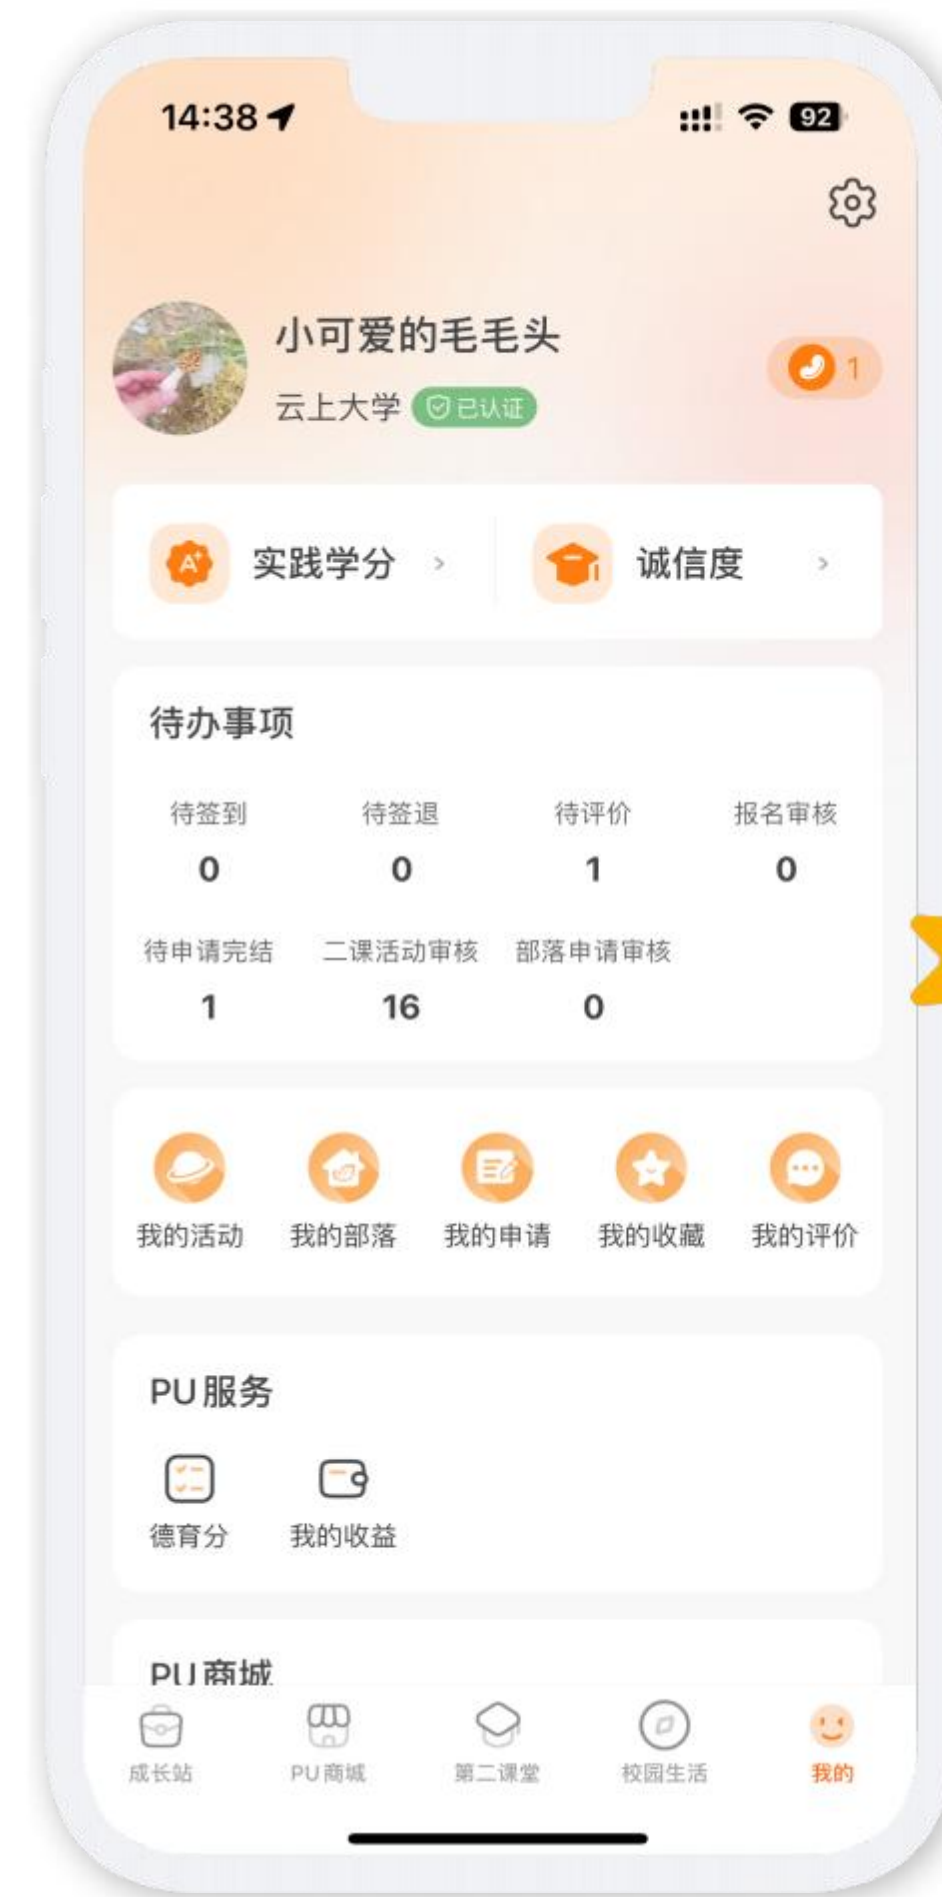 14:38
92
小可爱的毛毛头
1
云上大学 已认证
实践学分 诚信度
待办事项
待签到 待签退 待评价 报名审核
0 0 1 0
待申请完结 二课活动审核 部落申请审核
1 16 0
我的活动 我的部落 我的申请 我的收藏 我的评价
PU服务
德育分 我的收益
PU商城
成长站 PU商城 第二课堂 校园生活 我的